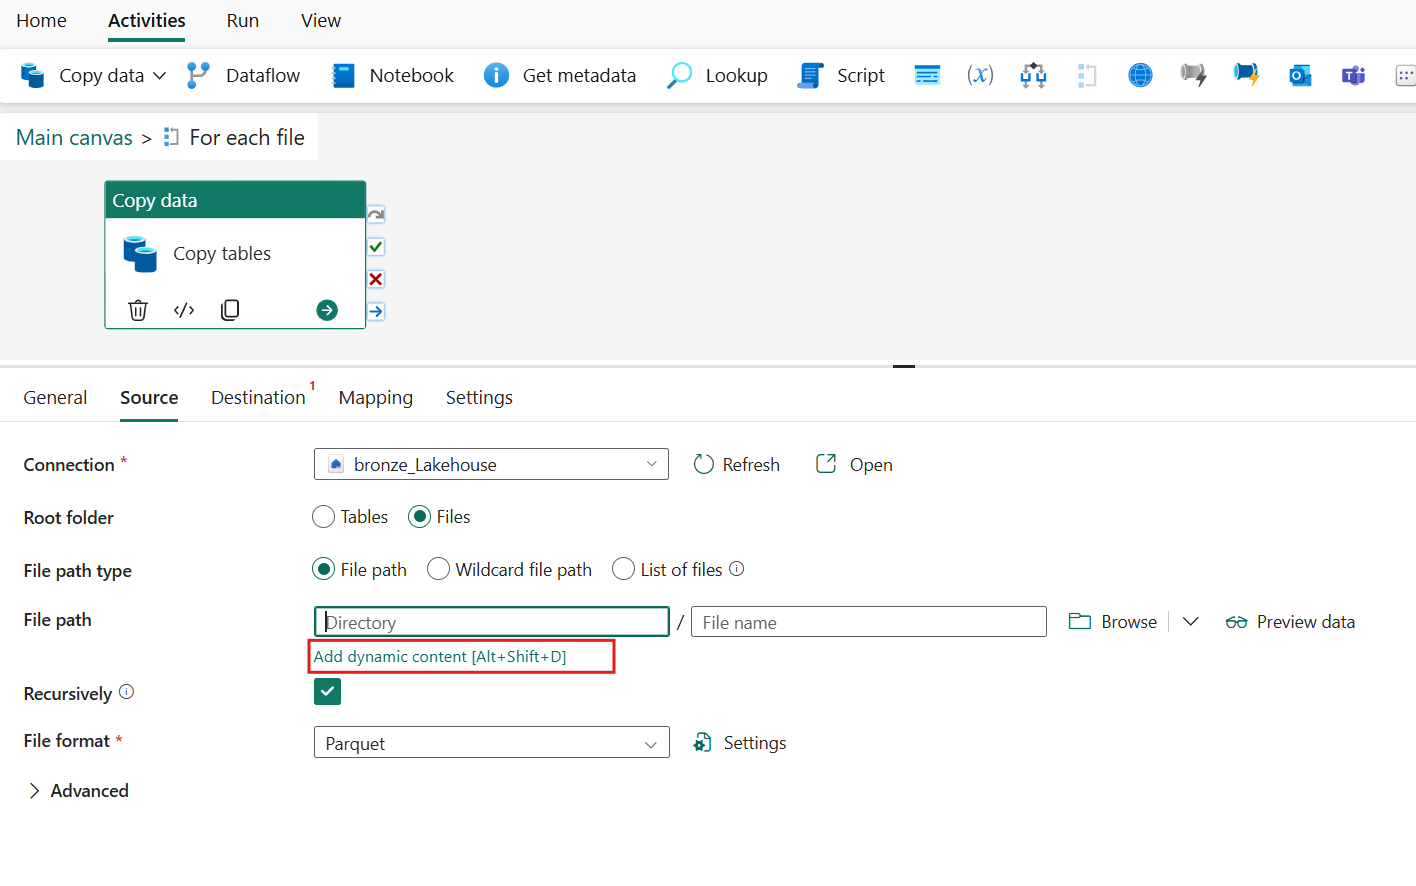 Home Activities Run View
Copy data Dataflow Notebook Get metadata Lookup Script (x)
Main canvas > For each file
Copy data
Copy tables
General Source Destination 1 Mapping Settings
Connection * bronze_Lakehouse Refresh Open
Root folder Tables Files
File path type File path Wildcard file path List of files
File path Directory / File name Browse Preview data
Add dynamic content [Alt+Shift+D]
Recursively
File format * Parquet Settings
Advanced